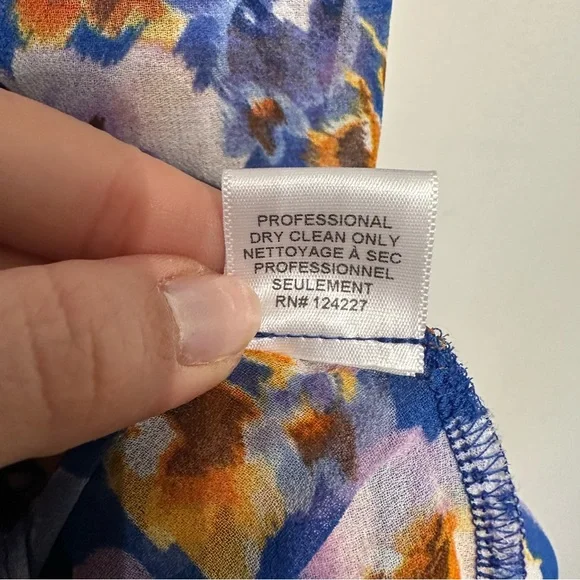 PROFESSIONAL
DRY CLEAN ONLY
NETTOYAGE À SEC
PROFESSIONNEL
SEULEMENT
RN# 124227